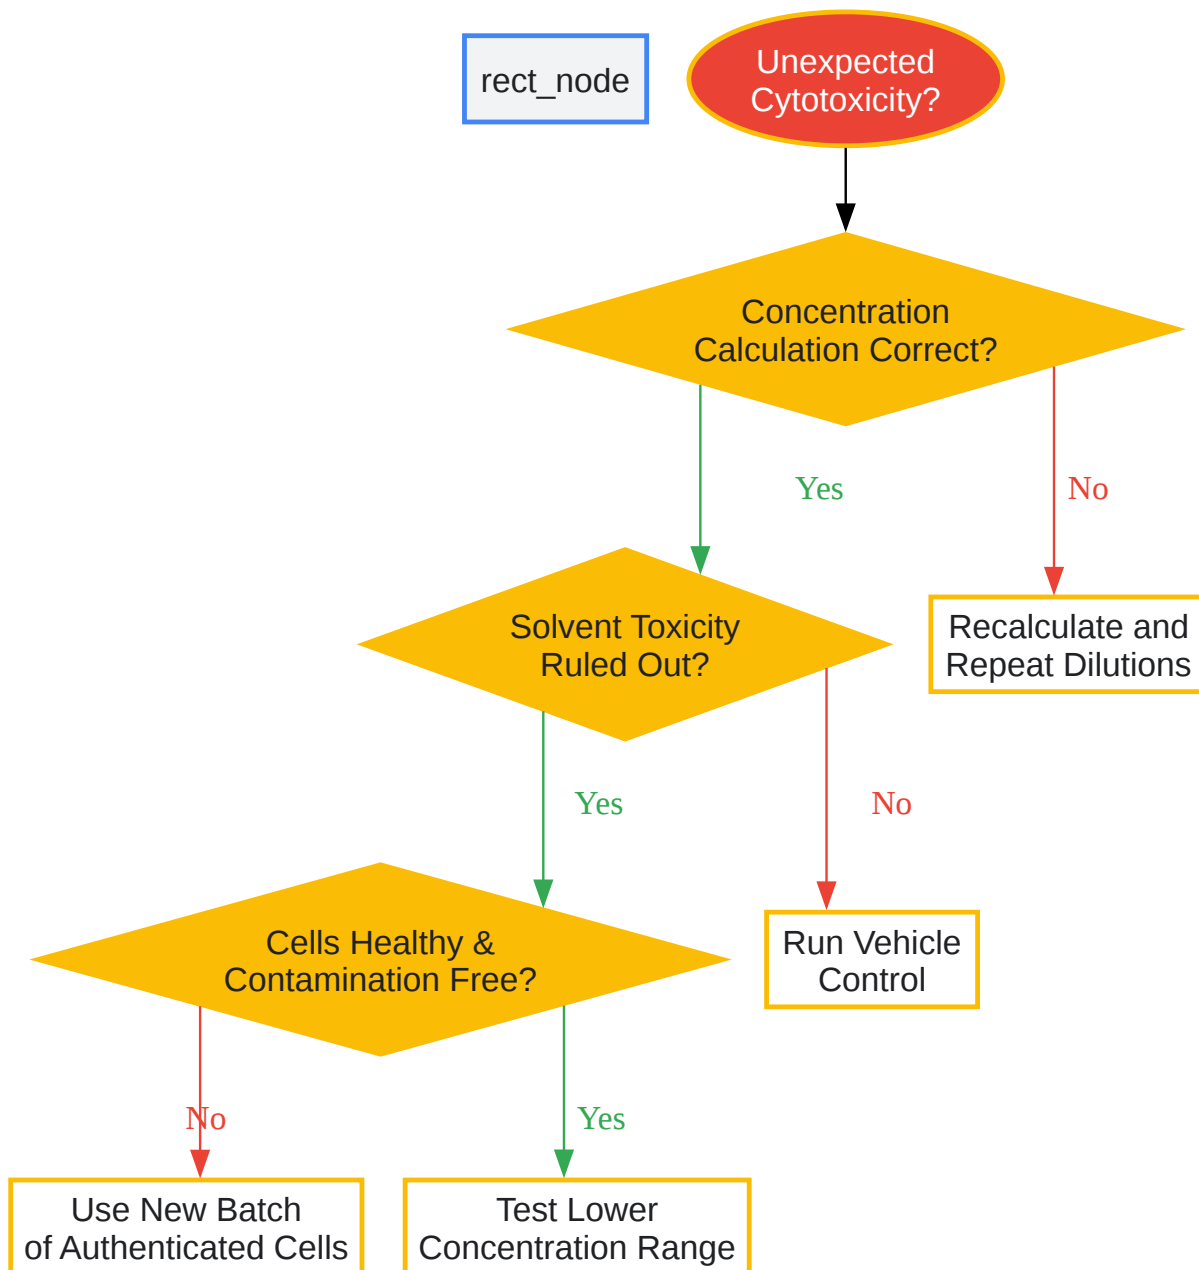 rect_node
Unexpected
Cytotoxicity?
Concentration
Calculation Correct?
Yes
No
Solvent Toxicity
Ruled Out?
Recalculate and
Repeat Dilutions
Yes
No
Cells Healthy &
Contamination Free?
Run Vehicle
Control
No
Yes
Use New Batch
of Authenticated Cells
Test Lower
Concentration Range